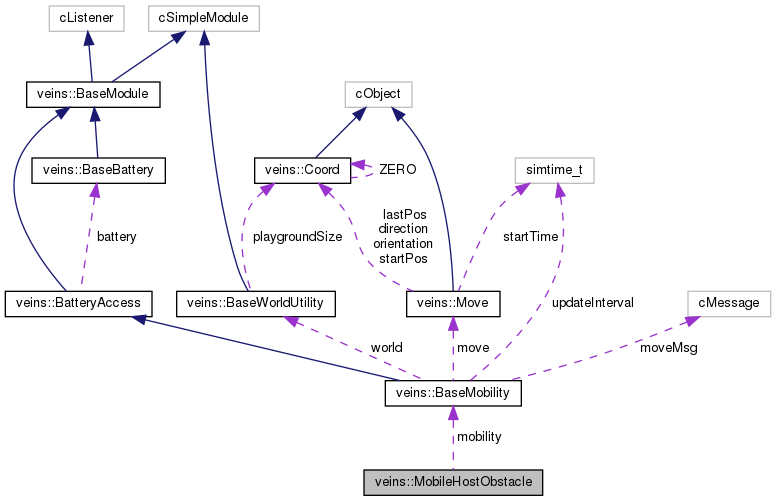 cListener
cSimpleModule
veins::BaseModule
cObject
veins::BaseBattery
veins::Coord
ZERO
simtime_t
battery
playgroundSize
lastPos
direction
orientation
startPos
startTime
veins::BatteryAccess
veins::BaseWorldUtility
veins::Move
updateInterval
cMessage
world
move
moveMsg
veins::BaseMobility
mobility
veins::MobileHostObstacle